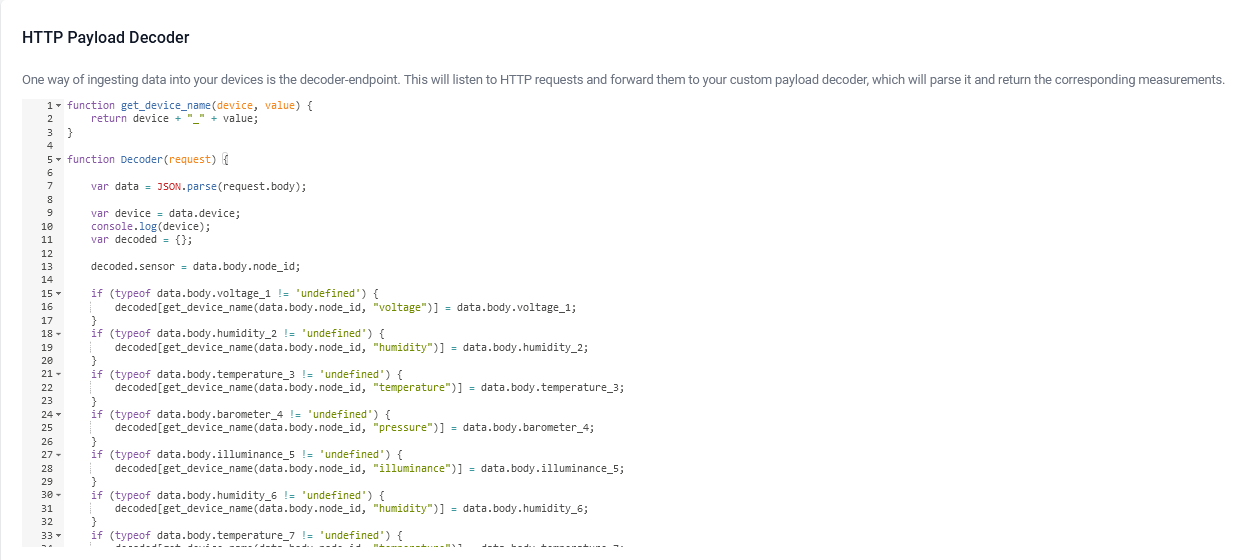 HTTP Payload Decoder
One way of ingesting data into your devices is the decoder-endpoint. This will listen to HTTP requests and forward them to your custom payload decoder, which will parse it and return the corresponding measurements.
1 function get_device_name(device, value) {
2     return device + "_" + value;
3 }
4
5 function Decoder(request) {
6
7     var data = JSON.parse(request.body);
8
9     var device = data.device;
10     console.log(device);
11     var decoded = {};
12
13     decoded.sensor = data.body.node_id;
14
15     if (typeof data.body.voltage_1 != 'undefined') {
16         decoded[get_device_name(data.body.node_id, "voltage")] = data.body.voltage_1;
17     }
18     if (typeof data.body.humidity_2 != 'undefined') {
19         decoded[get_device_name(data.body.node_id, "humidity")] = data.body.humidity_2;
20     }
21     if (typeof data.body.temperature_3 != 'undefined') {
22         decoded[get_device_name(data.body.node_id, "temperature")] = data.body.temperature_3;
23     }
24     if (typeof data.body.barometer_4 != 'undefined') {
25         decoded[get_device_name(data.body.node_id, "pressure")] = data.body.barometer_4;
26     }
27     if (typeof data.body.illuminance_5 != 'undefined') {
28         decoded[get_device_name(data.body.node_id, "illuminance")] = data.body.illuminance_5;
29     }
30     if (typeof data.body.humidity_6 != 'undefined') {
31         decoded[get_device_name(data.body.node_id, "humidity")] = data.body.humidity_6;
32     }
33     if (typeof data.body.temperature_7 != 'undefined') {